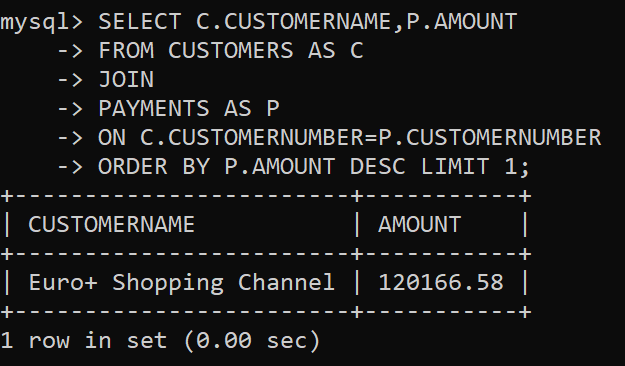 mysql> SELECT C.CUSTOMERNAME,P.AMOUNT
    -> FROM CUSTOMERS AS C
    -> JOIN
    -> PAYMENTS AS P
    -> ON C.CUSTOMERNUMBER=P.CUSTOMERNUMBER
    -> ORDER BY P.AMOUNT DESC LIMIT 1;
+------------------------+-----------+
| CUSTOMERNAME           | AMOUNT    |
+------------------------+-----------+
| Euro+ Shopping Channel | 120166.58 |
+------------------------+-----------+
1 row in set (0.00 sec)